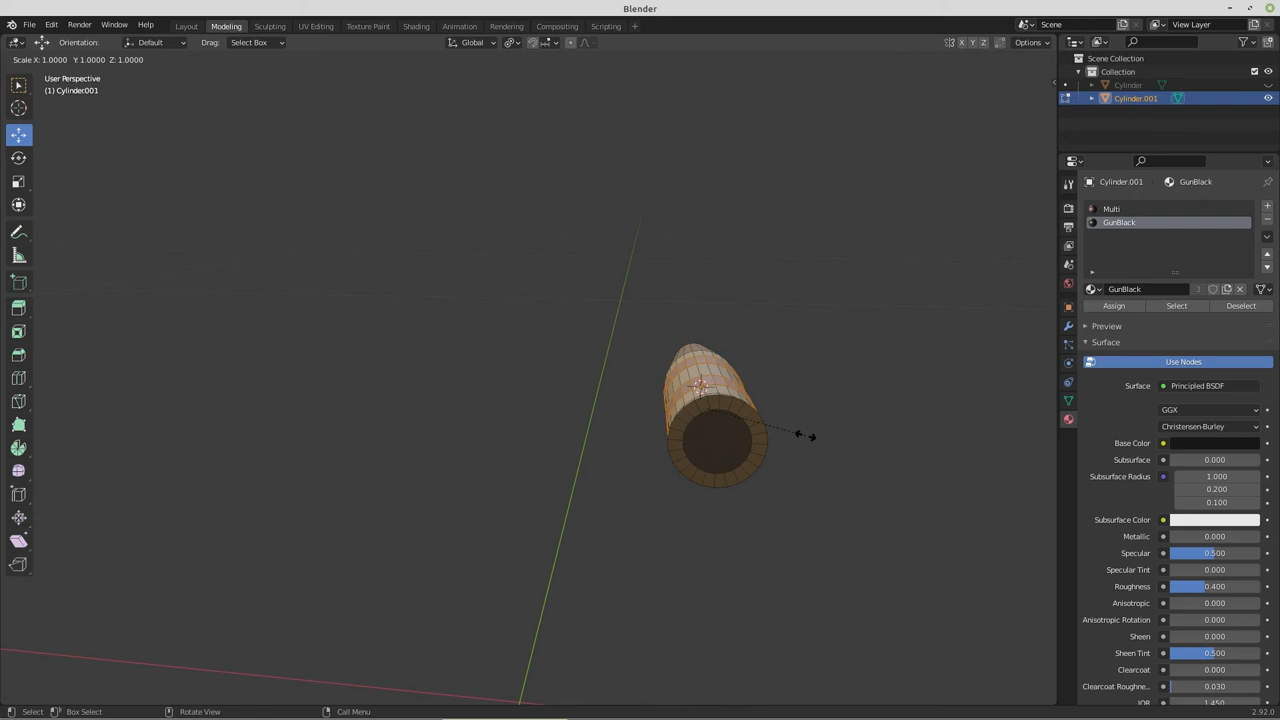 Blender
File Edit Render Window Help Layout Modeling Sculpting UV Editing Texture Paint Shading Animation Rendering Compositing Scripting + Scene View Layer
Orientation: Default Drag: Select Box Global X Y Z Options
Scale X: 1.0000 Y: 1.0000 Z: 1.0000
User Perspective
(1) Cylinder.001
Scene Collection
Collection
Cylinder
Cylinder.001
Cylinder.001 GunBlack
Multi
GunBlack
GunBlack 3
Assign Select Deselect
Preview
Surface
Use Nodes
Surface Principled BSDF
GGX
Christensen-Burley
Base Color
Subsurface 0.000
Subsurface Radius 1.000
0.200
0.100
Subsurface Color
Metallic 0.000
Specular 0.500
Specular Tint 0.000
Roughness 0.400
Anisotropic 0.000
Anisotropic Rotation 0.000
Sheen 0.000
Sheen Tint 0.500
Clearcoat 0.000
Clearcoat Roughne... 0.030
IOR 1.450
Select Box Select Rotate View Call Menu 2.92.0